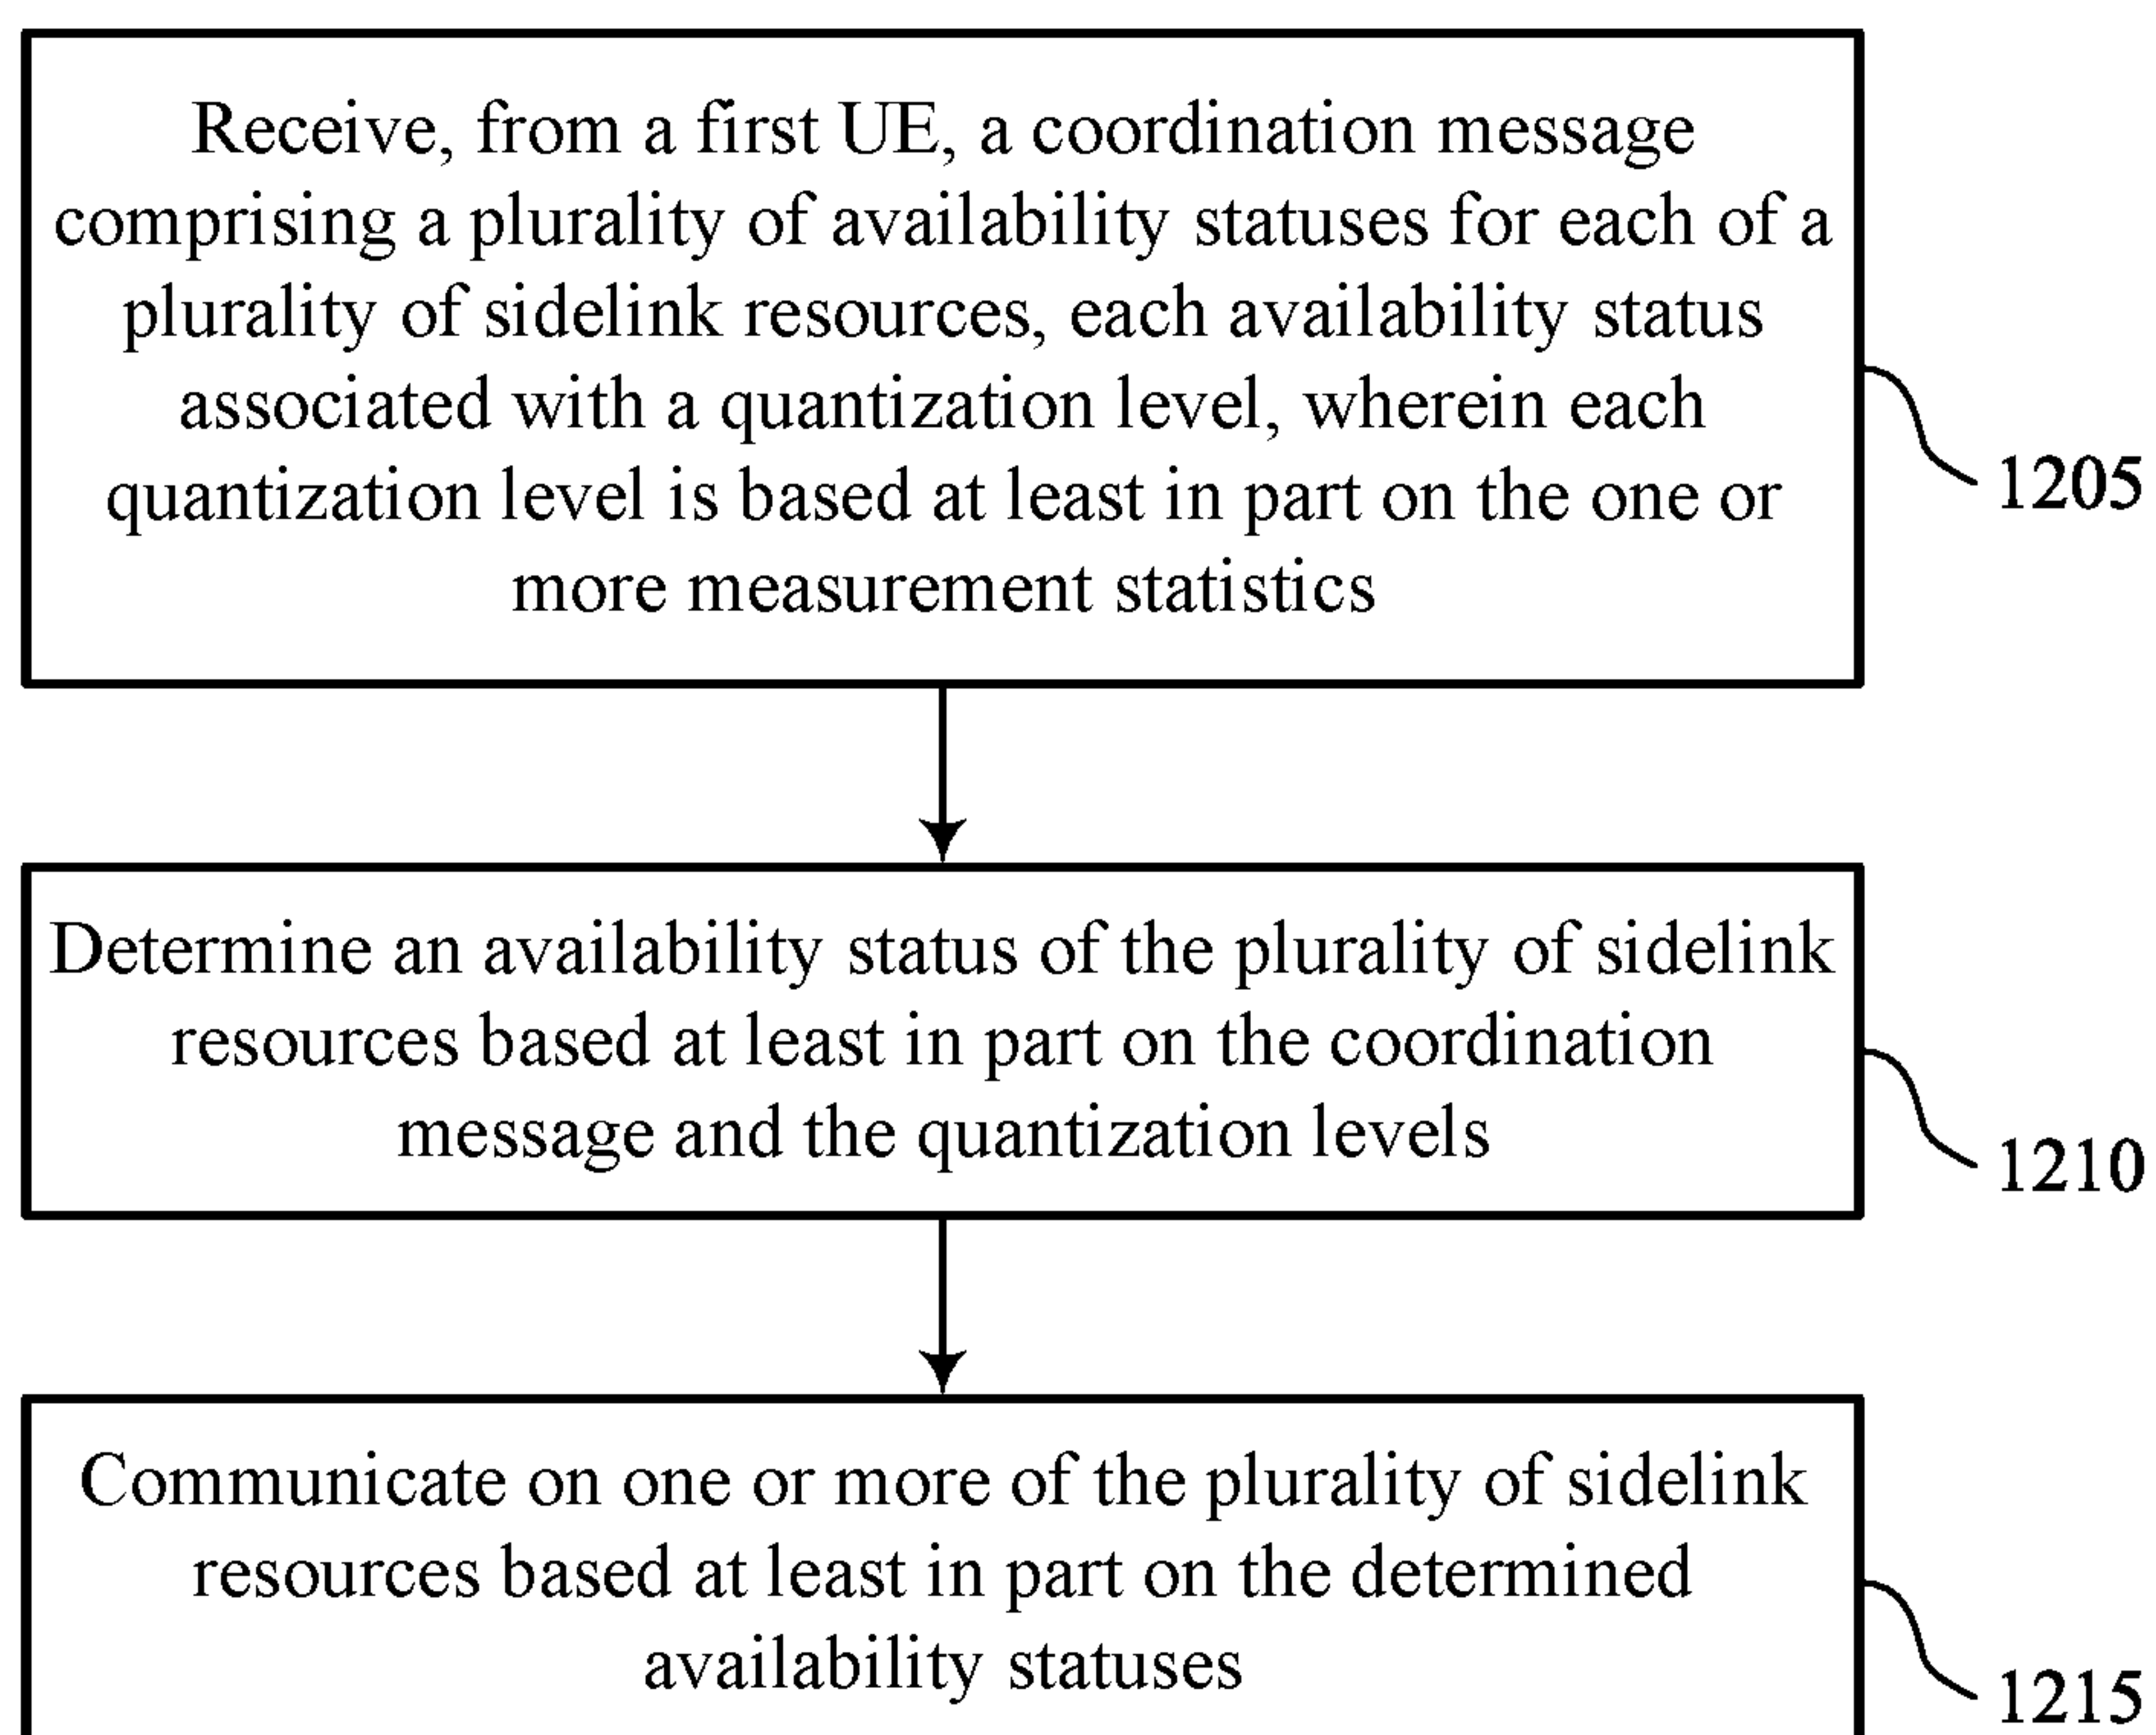 Receive, from a first UE, a coordination message
comprising a plurality of availability statuses for each of a
plurality of sidelink resources, each availability status
associated with a quantization level, wherein each
quantization level is based at least in part on the one or
more measurement statistics
1205
Determine an availability status of the plurality of sidelink
resources based at least in part on the coordination
message and the quantization levels
1210
Communicate on one or more of the plurality of sidelink
resources based at least in part on the determined
availability statuses
1215